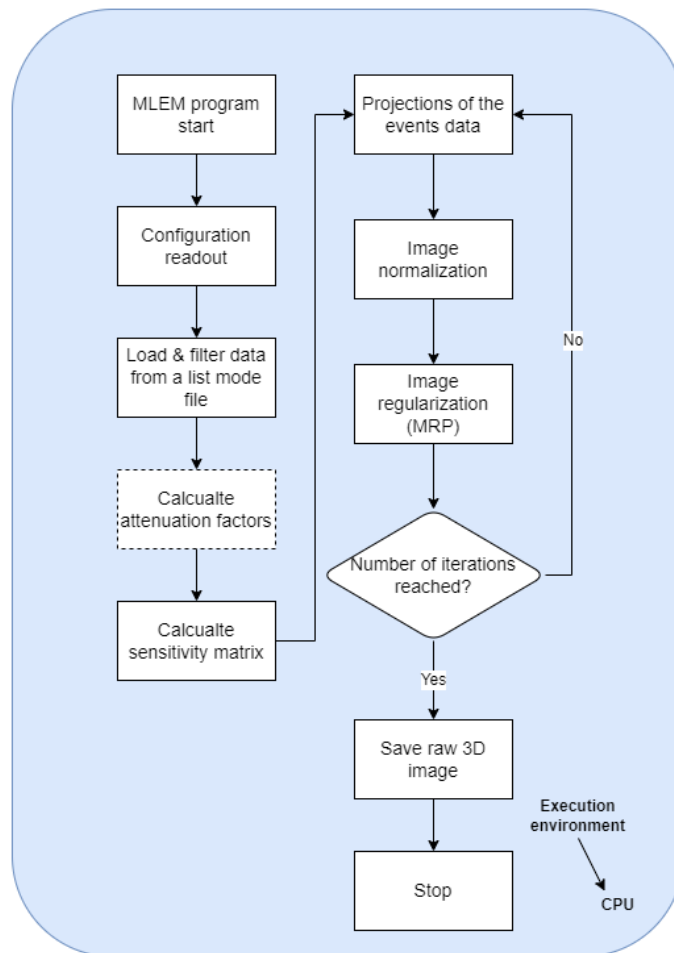 MLEM program
start
Configuration
readout
Load & filter data
from a list mode
file
Calcualte
attenuation factors
Calcualte
sensitivity matrix
Projections of the
events data
Image
normalization
Image
regularization
(MRP)
Number of iterations
reached?
No
Yes
Save raw 3D
image
Stop
Execution
environment
CPU